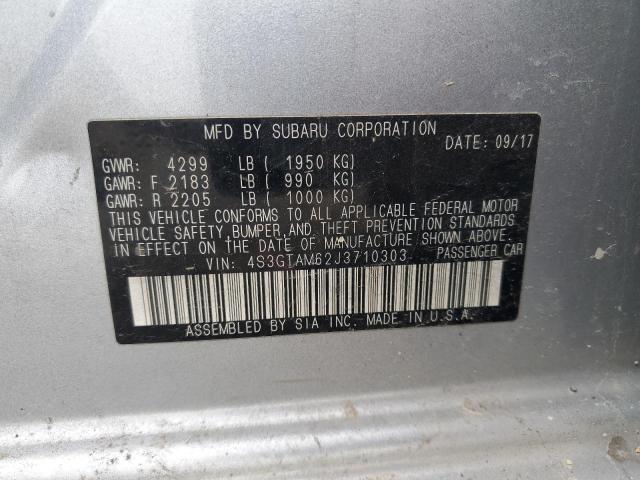 MFD BY SUBARU CORPORATION
DATE: 09/17
GVWR: 4299 LB ( 1950 KG)
GAWR: F 2183 LB ( 990 KG)
GAWR: R 2205 LB ( 1000 KG)
THIS VEHICLE CONFORMS TO ALL APPLICABLE FEDERAL MOTOR
VEHICLE SAFETY, BUMPER, AND THEFT PREVENTION STANDARDS
IN EFFECT ON THE DATE OF MANUFACTURE SHOWN ABOVE.
VIN: 4S3GTAM62J3710303 PASSENGER CAR
ASSEMBLED BY SIA INC. MADE IN U.S.A.